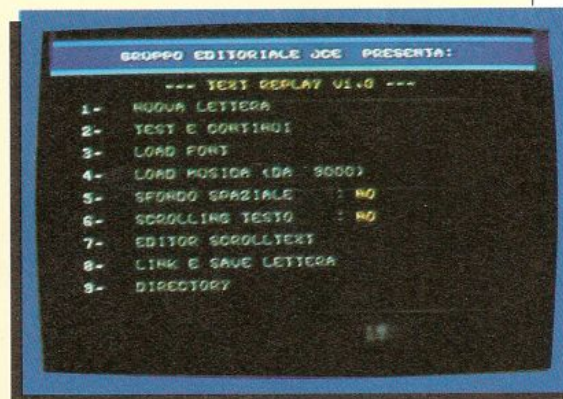 GRUPPO EDITORIALE JCE PRESENTA:
--- TEXT REPLAY V1.0 ---
1- NUOVA LETTERA
2- TEST E CONTINUI
3- LOAD FONT
4- LOAD MUSICA (DA 9000)
5- SFONDO SPAZIALE : NO
6- SCROLLING TESTO : NO
7- EDITOR SCROLLTEXT
8- LINK E SAVE LETTERA
9- DIRECTORY